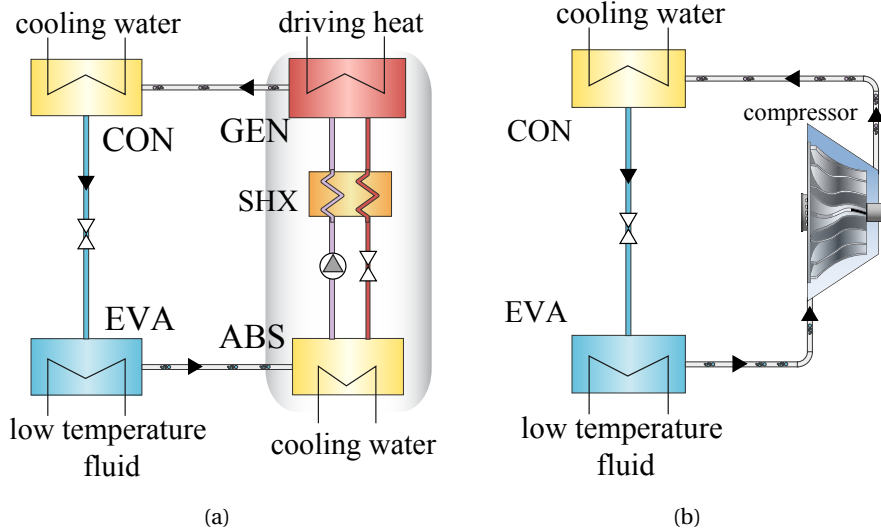 cooling water
driving heat
CON
GEN
SHX
EVA
ABS
low temperature
fluid
cooling water
(a)
cooling water
compressor
CON
EVA
low temperature
fluid
(b)